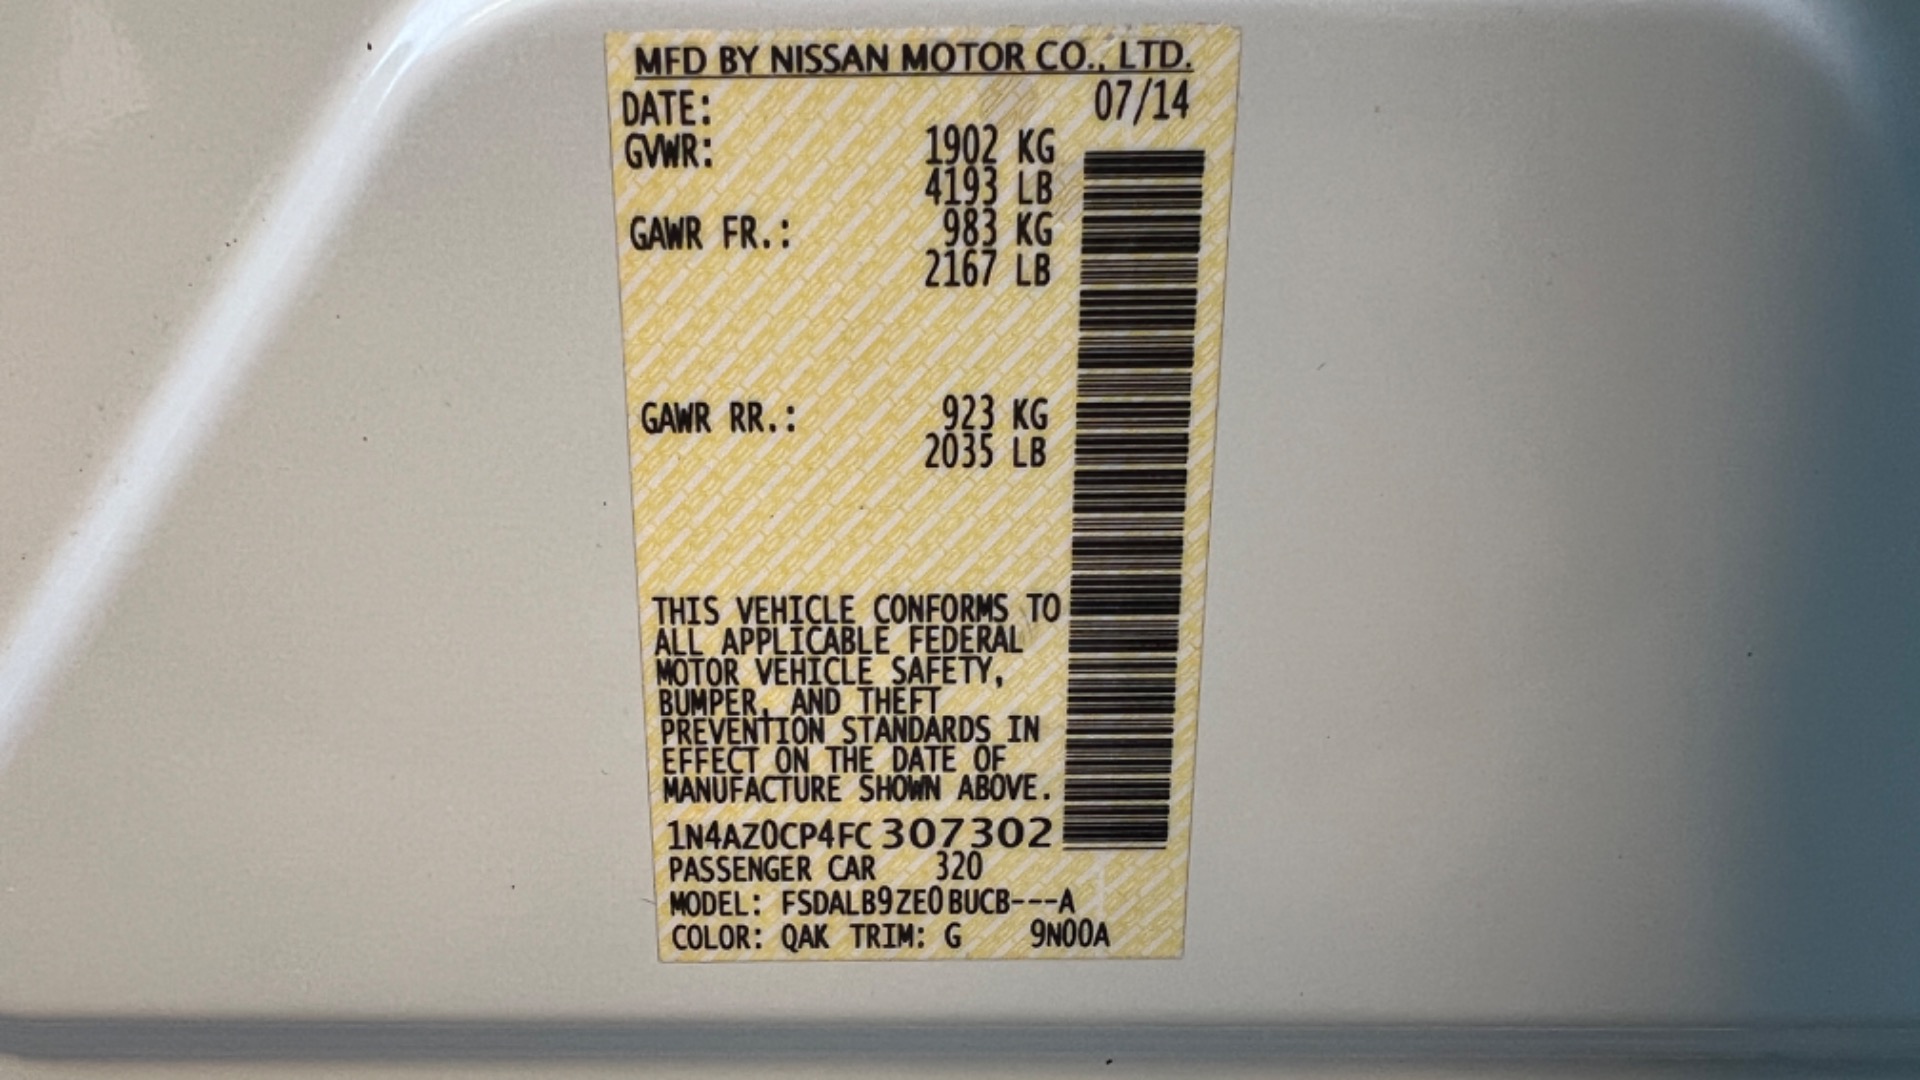 MFD BY NISSAN MOTOR CO., LTD.
DATE: 07/14
GVWR: 1902 KG
4193 LB
GAWR FR.: 983 KG
2167 LB
GAWR RR.: 923 KG
2035 LB
THIS VEHICLE CONFORMS TO
ALL APPLICABLE FEDERAL
MOTOR VEHICLE SAFETY,
BUMPER, AND THEFT
PREVENTION STANDARDS IN
EFFECT ON THE DATE OF
MANUFACTURE SHOWN ABOVE.
1N4AZ0CP4FC307302
PASSENGER CAR 320
MODEL: FSDALB9ZE0BUCB---A
COLOR: QAK TRIM: G 9N00A